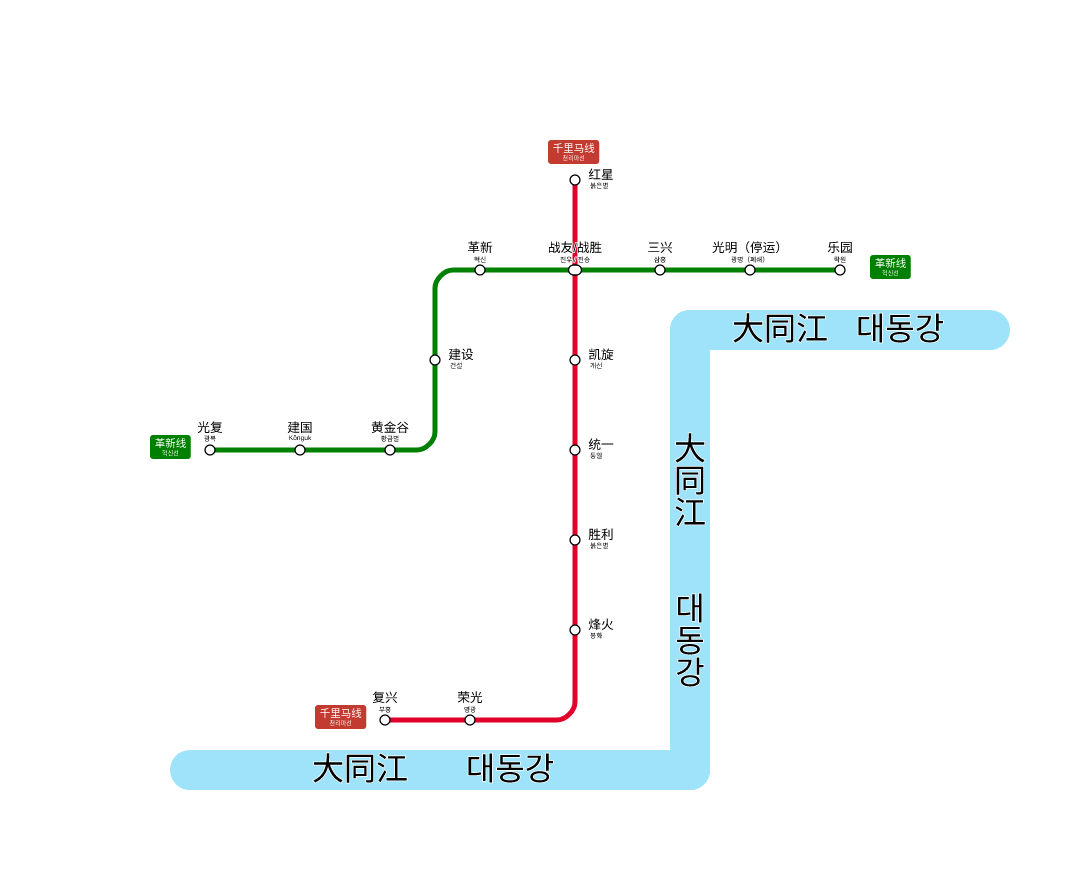 千里马线
천리마선
红星
붉은별
革新
혁신
战友/战胜
전우/전승
三兴
삼흥
光明（停运）
광명（폐쇄）
乐园
락원
革新线
혁신선
大同江 대동강
建设
건설
凯旋
개선
光复
광복
建国
Kŏnguk
黄金谷
황금벌
革新线
혁신선
统一
통일
大同江 대동강
胜利
붉은별
烽火
봉화
复兴
부흥
荣光
영광
千里马线
천리마선
大同江 대동강